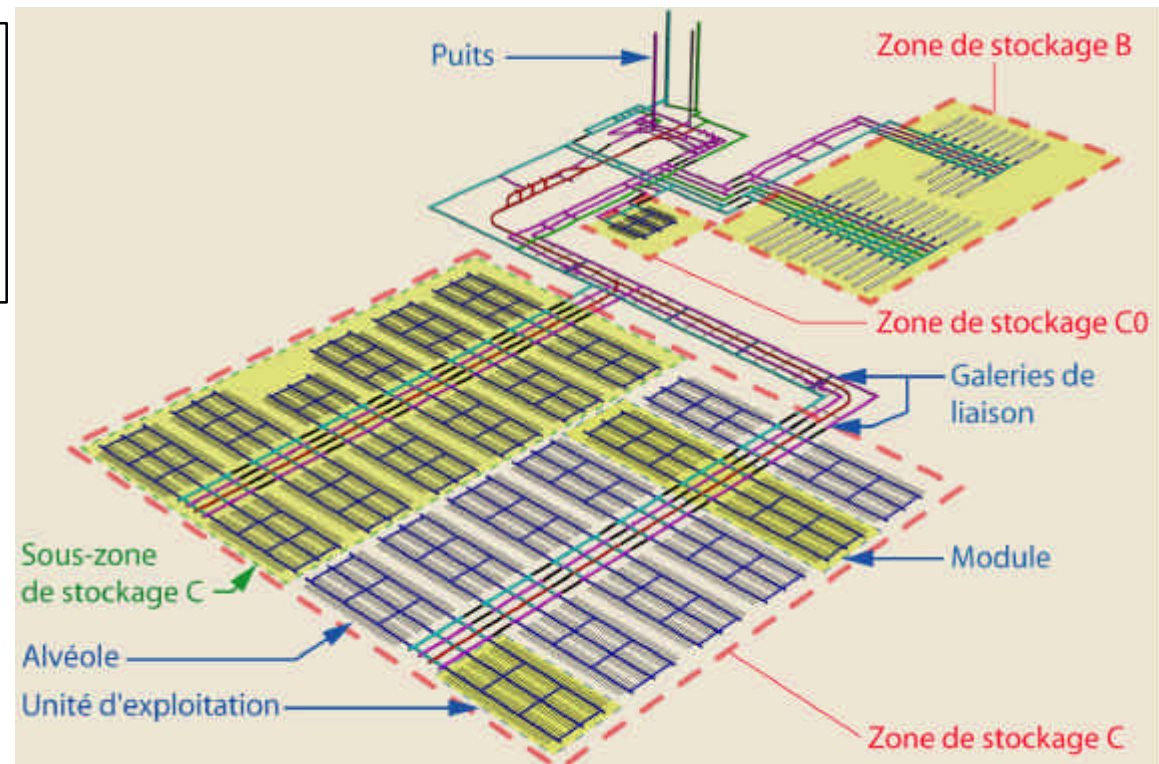 Puits
Zone de stockage B
Zone de stockage C0
Galeries de
liaison
Module
Sous-zone
de stockage C
Alvéole
Unité d'exploitation
Zone de stockage C